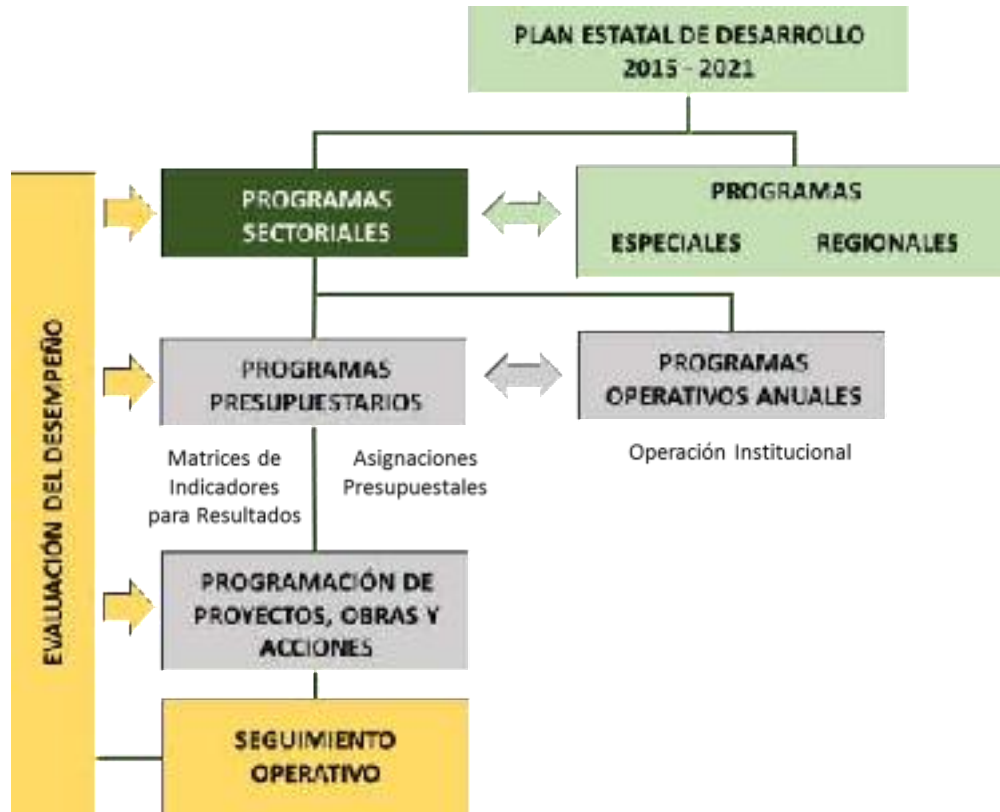 PLAN ESTATAL DE DESARROLLO
2015 - 2021
PROGRAMAS
SECTORIALES
PROGRAMAS
ESPECIALES REGIONALES
EVALUACIÓN DEL DESEMPEÑO
PROGRAMAS
PRESUPUESTARIOS
PROGRAMAS
OPERATIVOS ANUALES
Matrices de
Indicadores
para Resultados
Asignaciones
Presupuestales
Operación Institucional
PROGRAMACIÓN DE
PROYECTOS, OBRAS Y
ACCIONES
SEGUIMIENTO
OPERATIVO